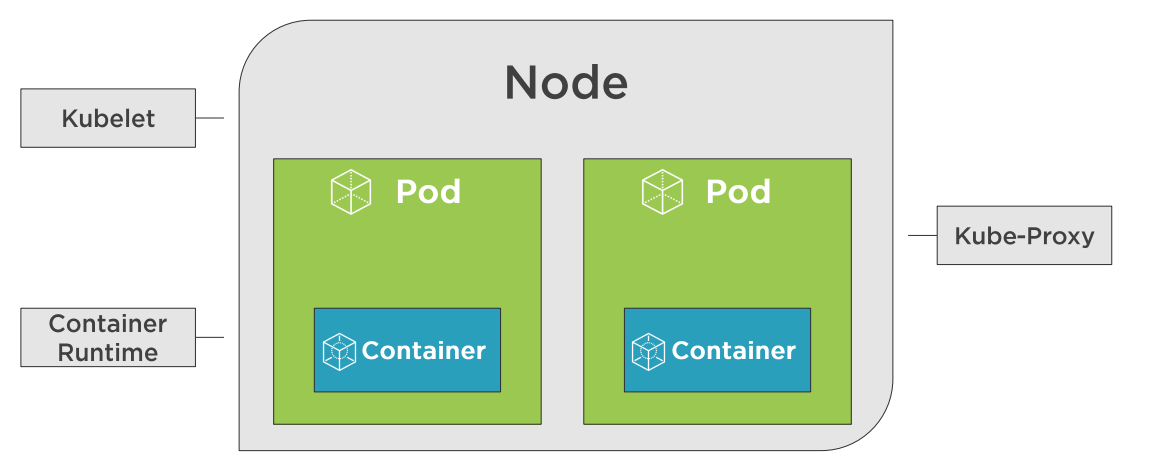 Node
Kubelet
Pod
Pod
Kube-Proxy
Container
Runtime
Container
Container